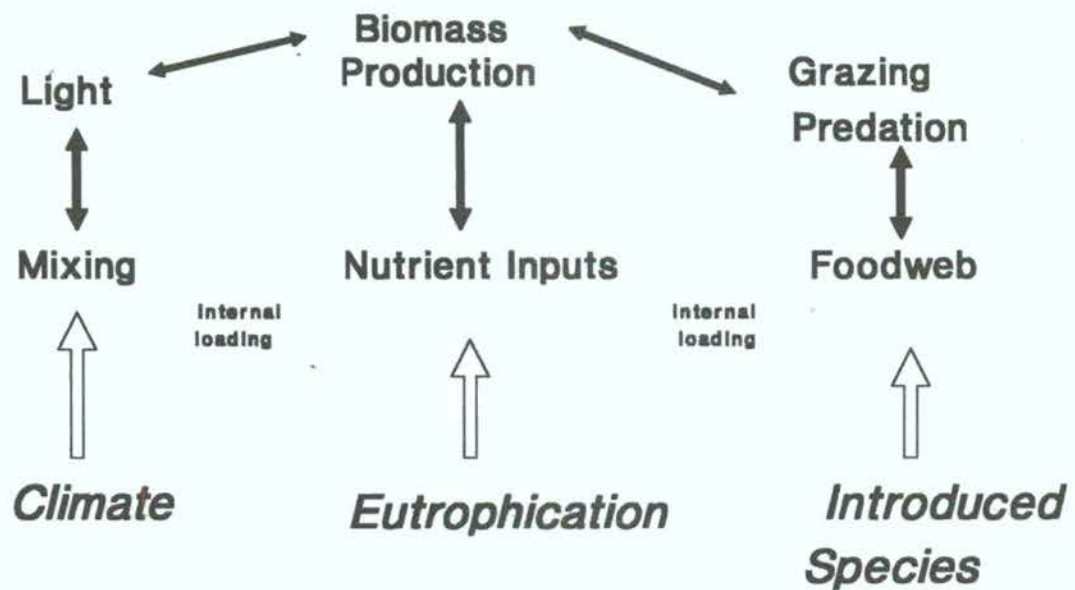 Biomass
Production
Light
Grazing
Predation
Mixing
Nutrient Inputs
Foodweb
Internal
loading
Internal
loading
Climate
Eutrophication
Introduced
Species